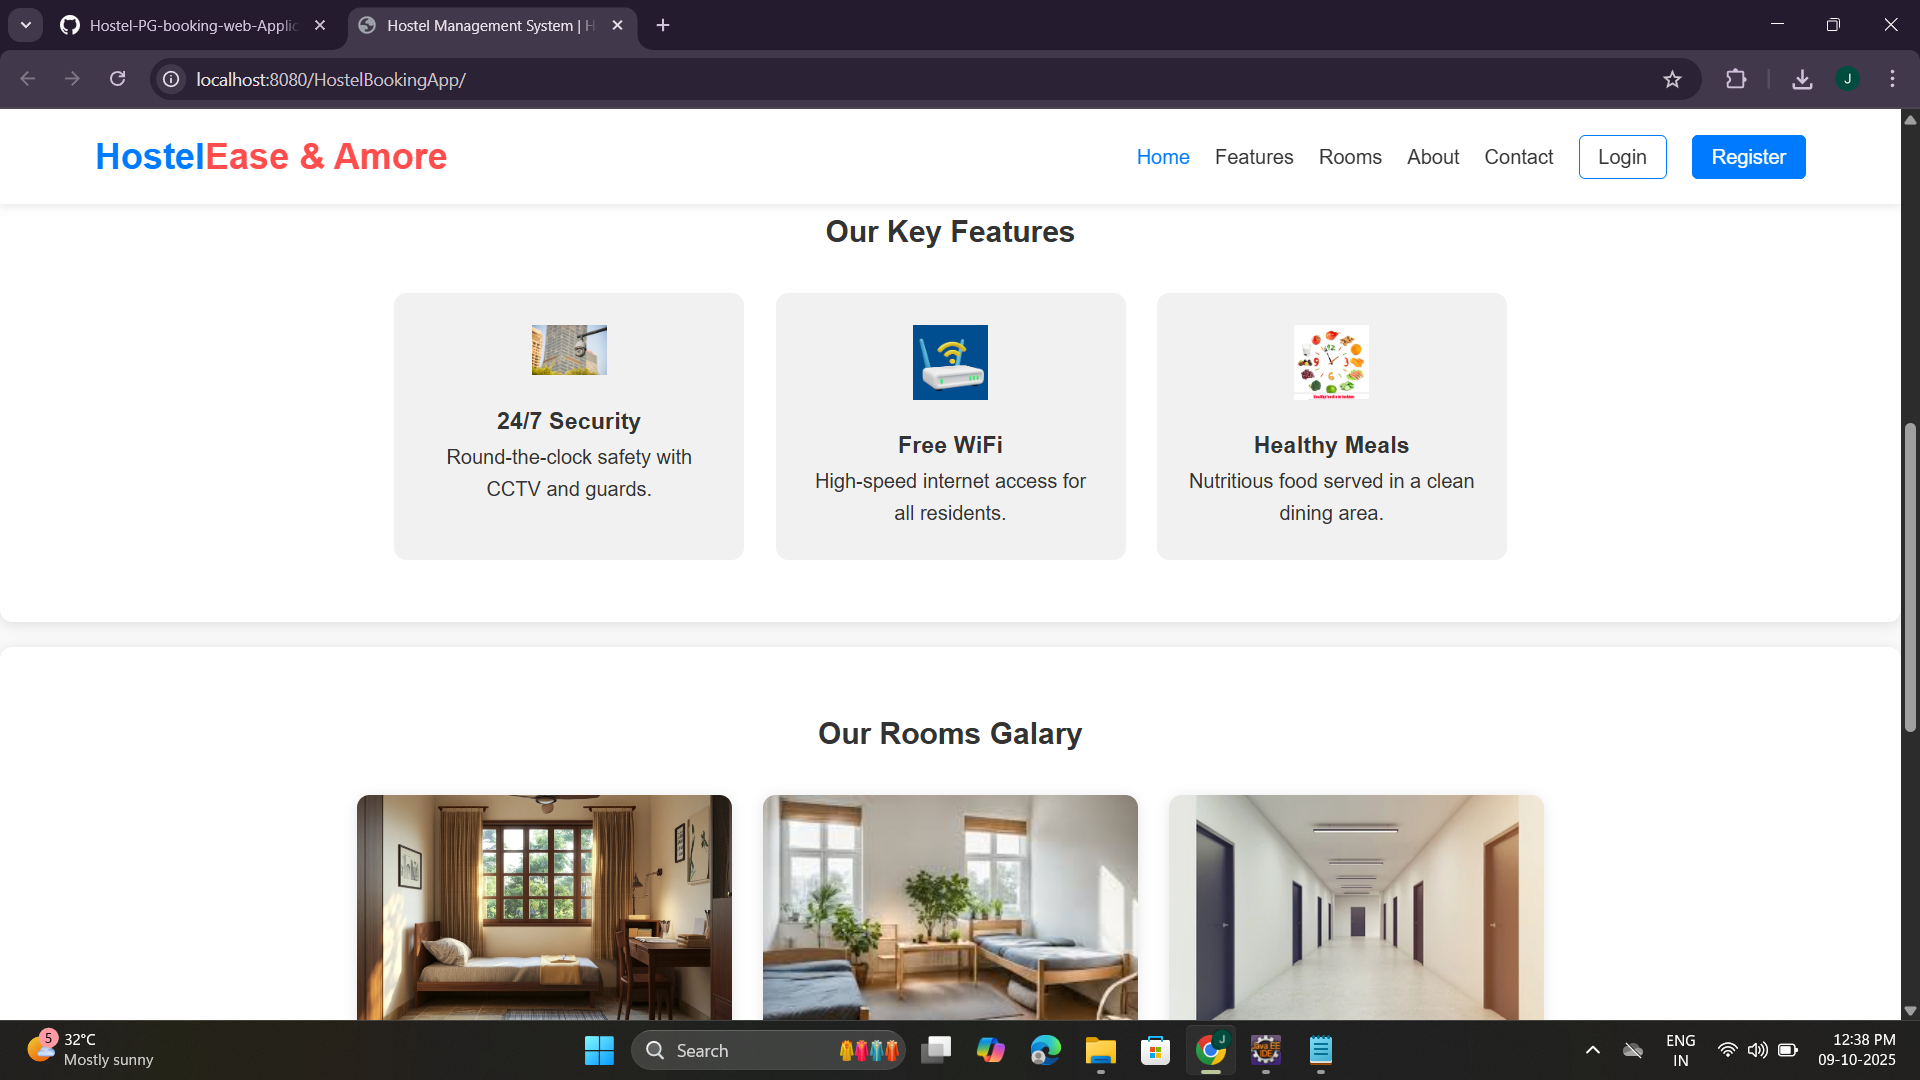 Hostel-PG-booking-web-Applic
Hostel Management System | H
localhost:8080/HostelBookingApp/
J
HostelEase & Amore
Home
Features
Rooms
About
Contact
Login
Register
Our Key Features
24/7 Security
Round-the-clock safety with
CCTV and guards.
Free WiFi
High-speed internet access for
all residents.
Healthy Meals
Nutritious food served in a clean
dining area.
Our Rooms Galary
5
32°C
Mostly sunny
Search
J
Java EE
IDE
ENG
IN
12:38 PM
09-10-2025